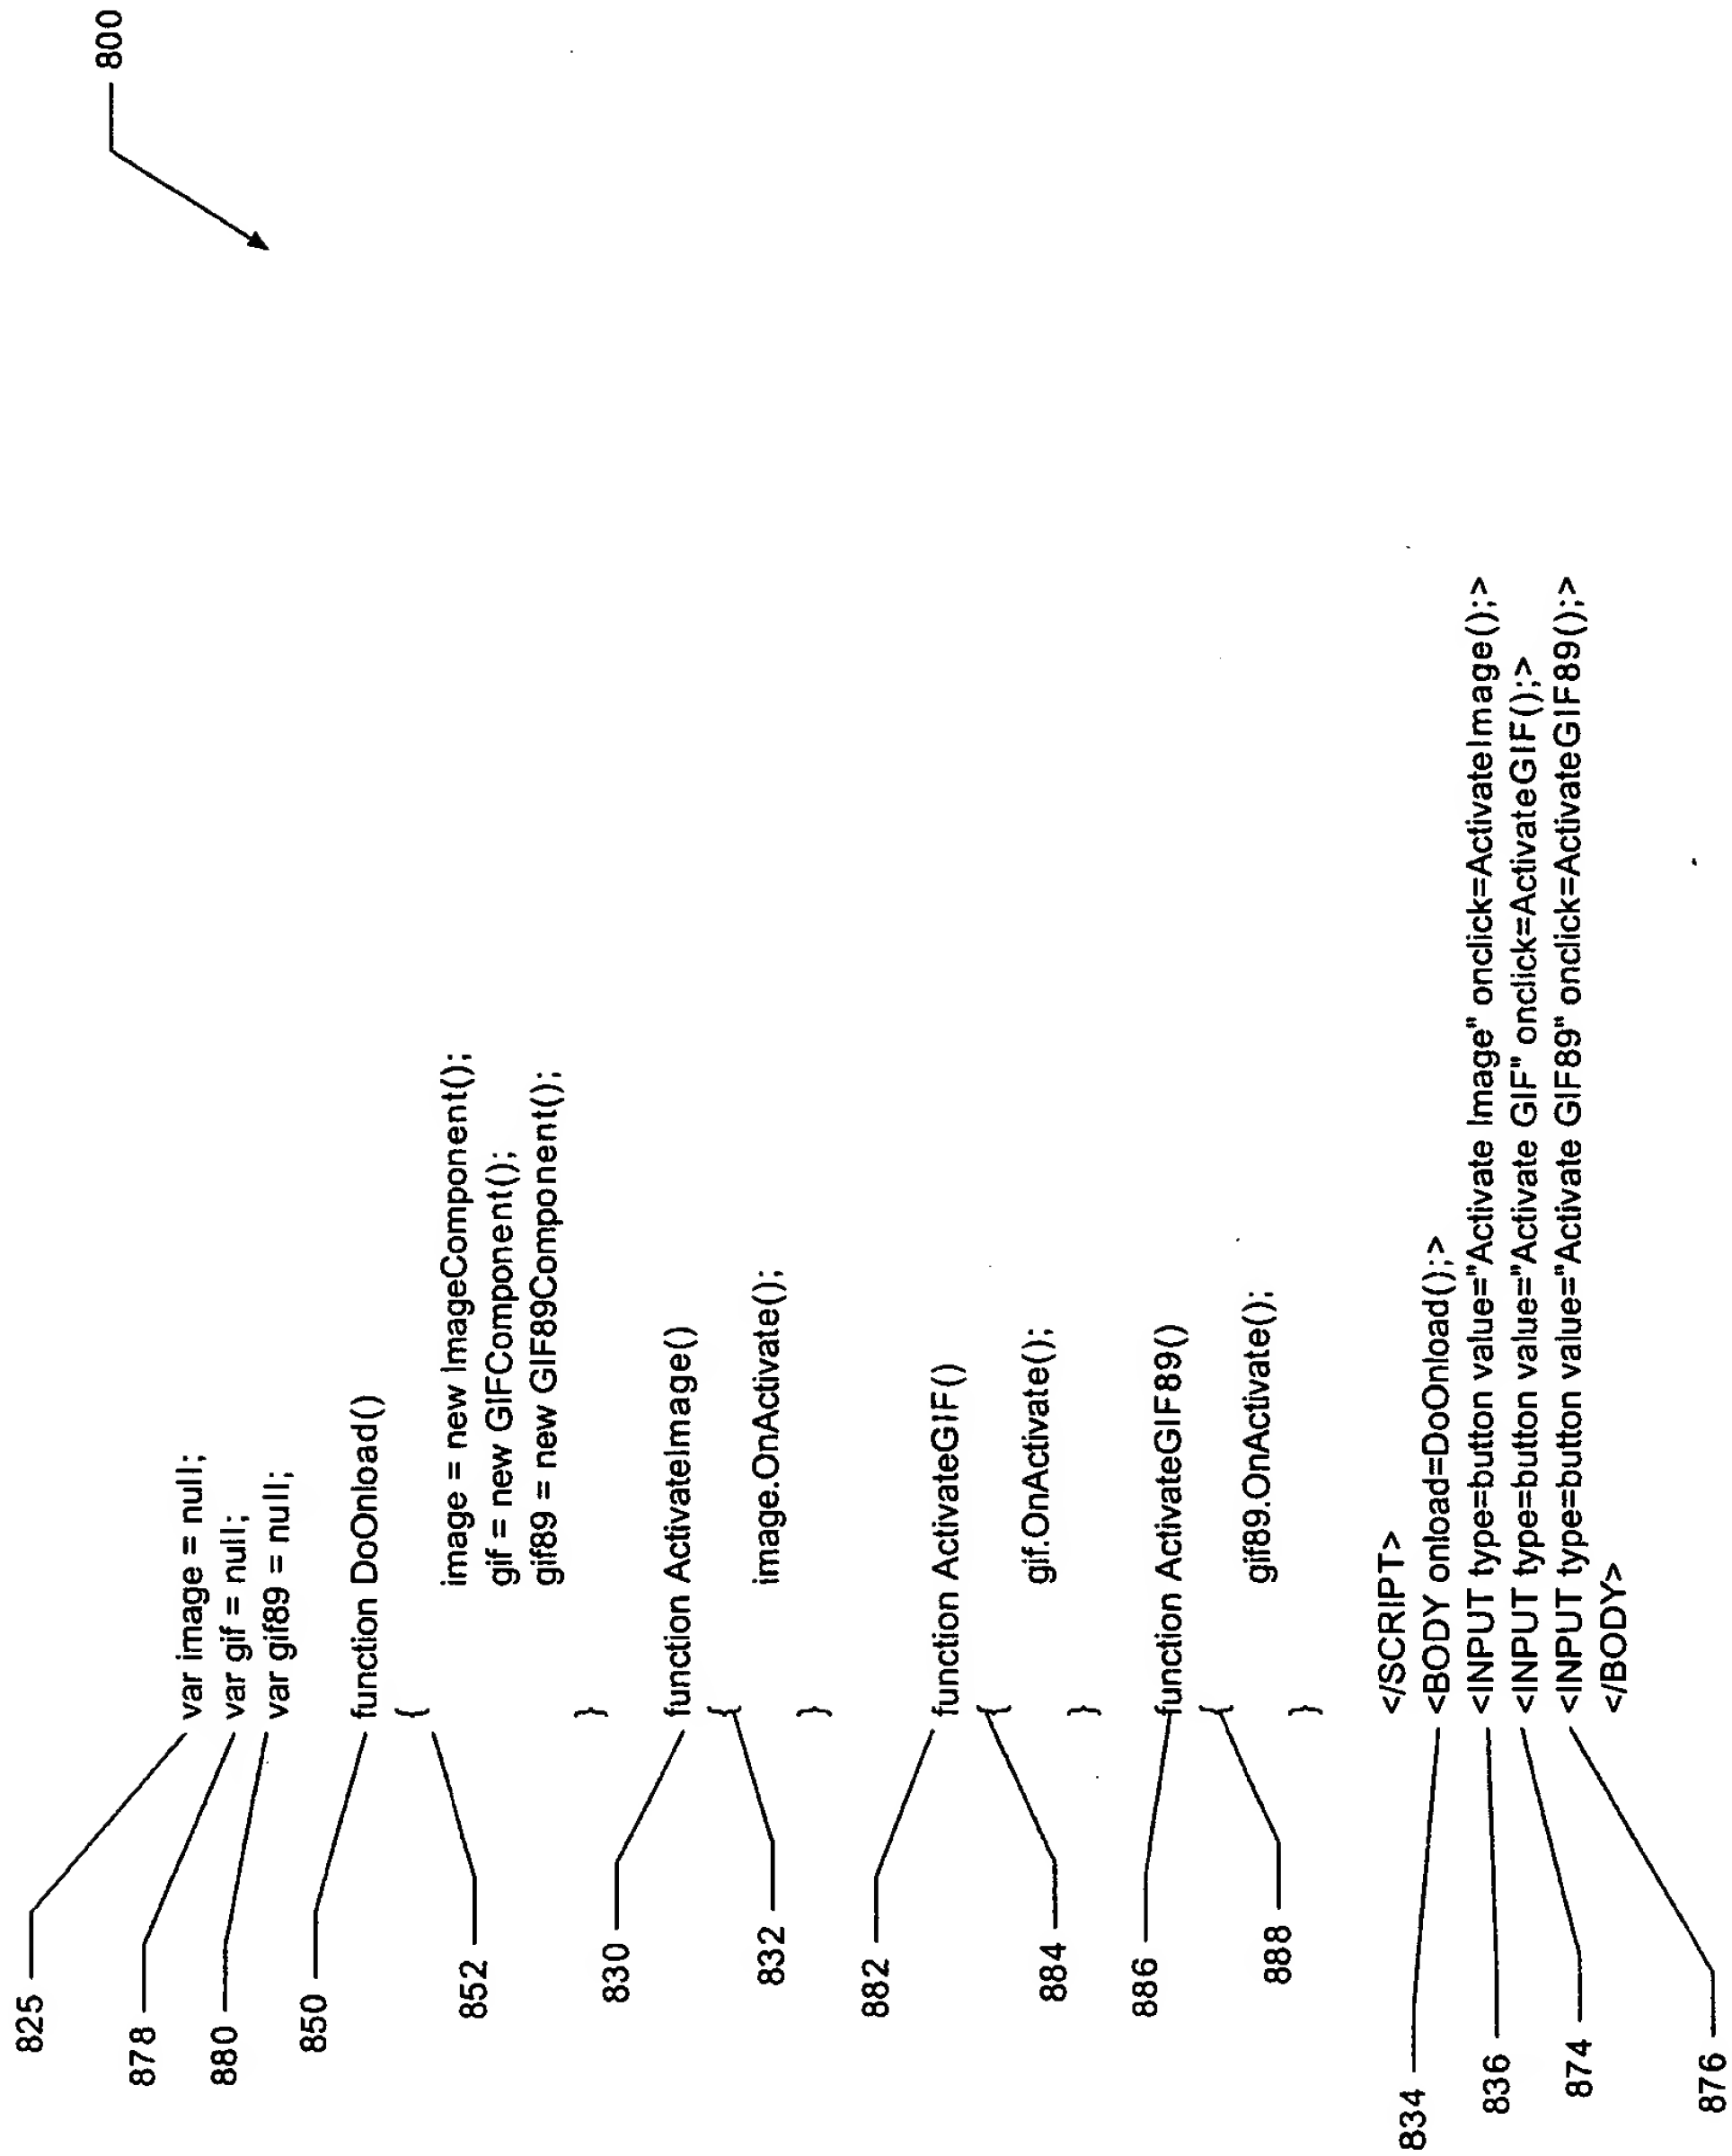 800
825 var image = null;
878 var gif = null;
880 var gif89 = null;
850 function DoOnload()
852 {
image = new ImageComponent();
gif = new GIFComponent();
gif89 = new GIF89Component();
}
830 function ActivateImage()
832 {
image.OnActivate();
}
882 function ActivateGIF()
884 {
gif.OnActivate();
}
886 function ActivateGIF89()
888 {
gif89.OnActivate();
}
</SCRIPT>
834 <BODY onload=DoOnload();>
836 <INPUT type=button value="Activate Image" onclick=ActivateImage();>
874 <INPUT type=button value="Activate GIF" onclick=ActivateGIF();>
876 <INPUT type=button value="Activate GIF89" onclick=ActivateGIF89();>
</BODY>